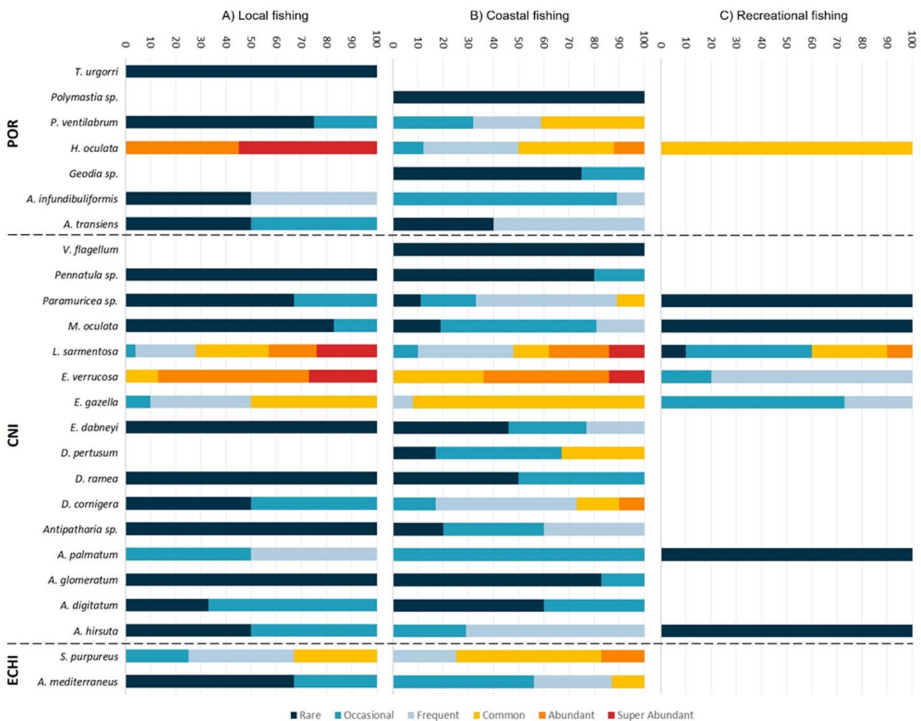 A) Local fishing
B) Coastal fishing
C) Recreational fishing
0 10 20 30 40 50 60 70 80 90 100
0 10 20 30 40 50 60 70 80 90 100
0 10 20 30 40 50 60 70 80 90 100
POR
T. urgorri
Polymastia sp.
P. ventilabrum
H. oculata
Geodia sp.
A. infundibuliformis
A. transiens
CNI
V. flagellum
Pennatula sp.
Paramuricea sp.
M. oculata
L. sarmentosa
E. verrucosa
E. gazella
E. dabneyi
D. pertusum
D. ramea
D. cornigera
Antipatharia sp.
A. palmatum
A. glomeratum
A. digitatum
A. hirsuta
ECHI
S. purpureus
A. mediterraneus
Rare Occasional Frequent Common Abundant Super Abundant